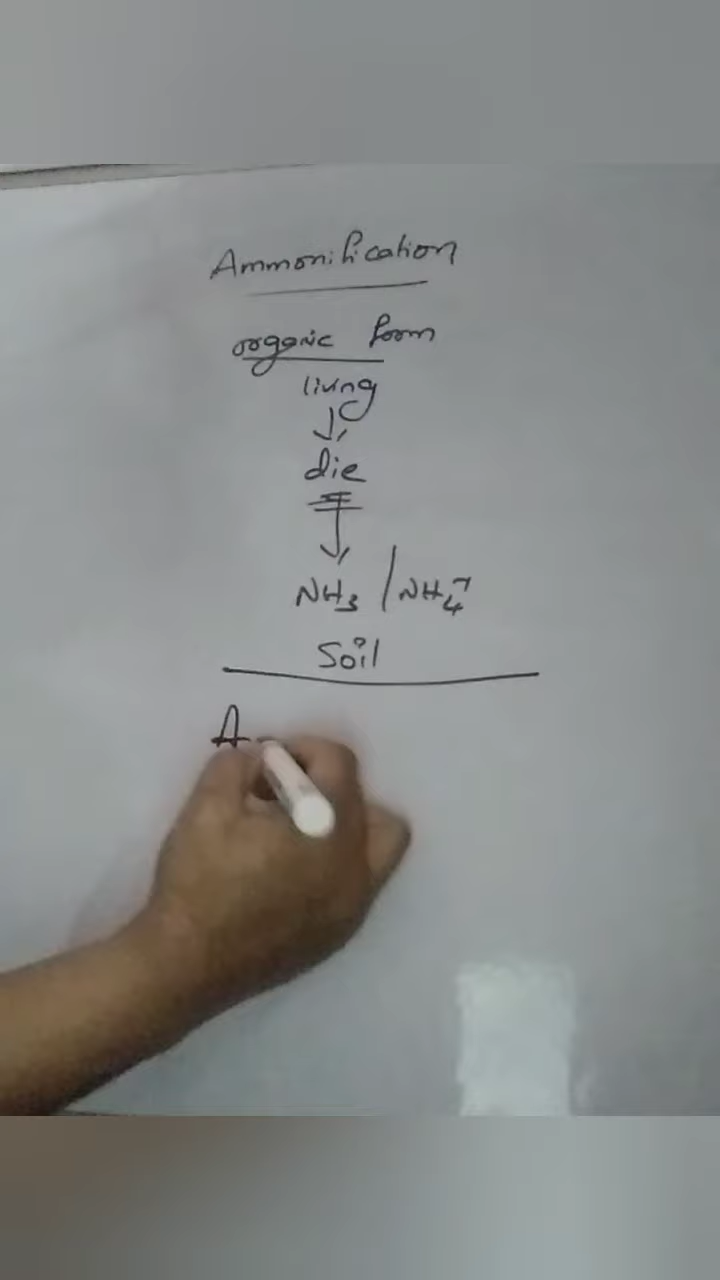 Ammonification
organic form
living
die
NH3 / NH4+
Soil
A